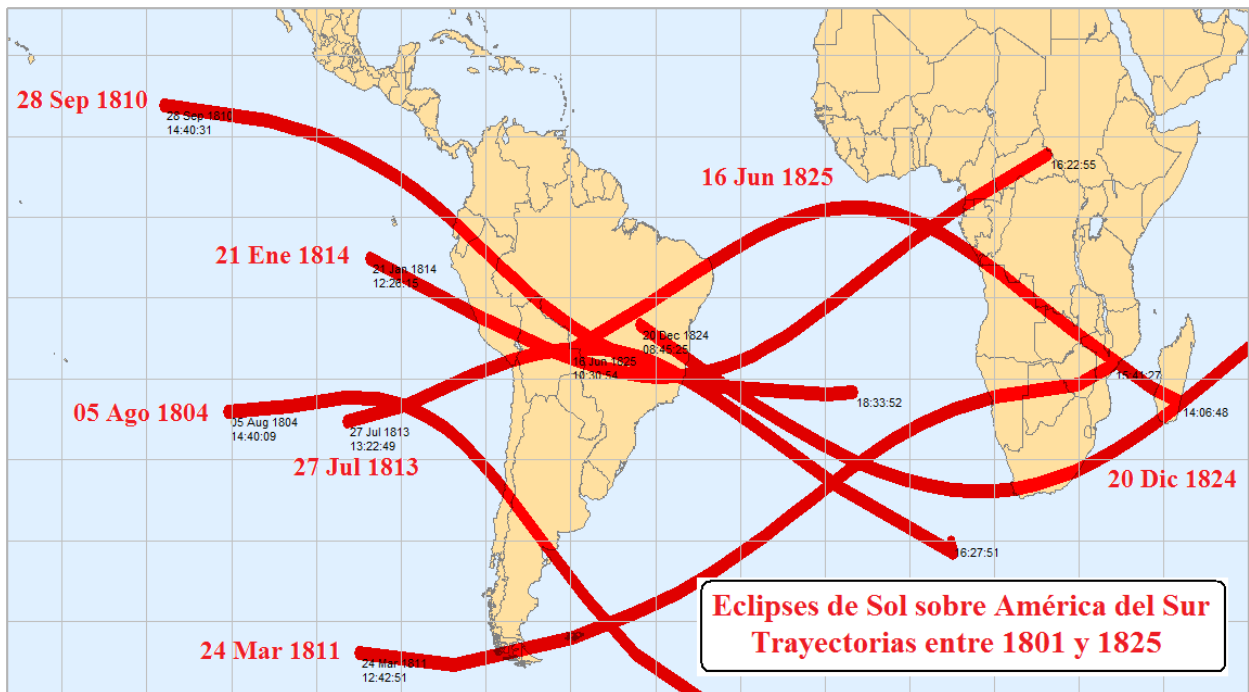 28 Sep 1810
28 Sep 1810
14:40:31
16 Jun 1825
16:22:55
21 Ene 1814
21 Jan 1814
12:26:15
20 Dec 1824
08:45:25
16 Jun 1825
10:30:54
15:41:27
18:33:52
14:06:48
05 Ago 1804
05 Aug 1804
14:40:09
27 Jul 1813
13:22:49
27 Jul 1813
20 Dic 1824
16:27:51
24 Mar 1811
24 Mar 1811
12:42:51
Eclipses de Sol sobre América del Sur
Trayectorias entre 1801 y 1825